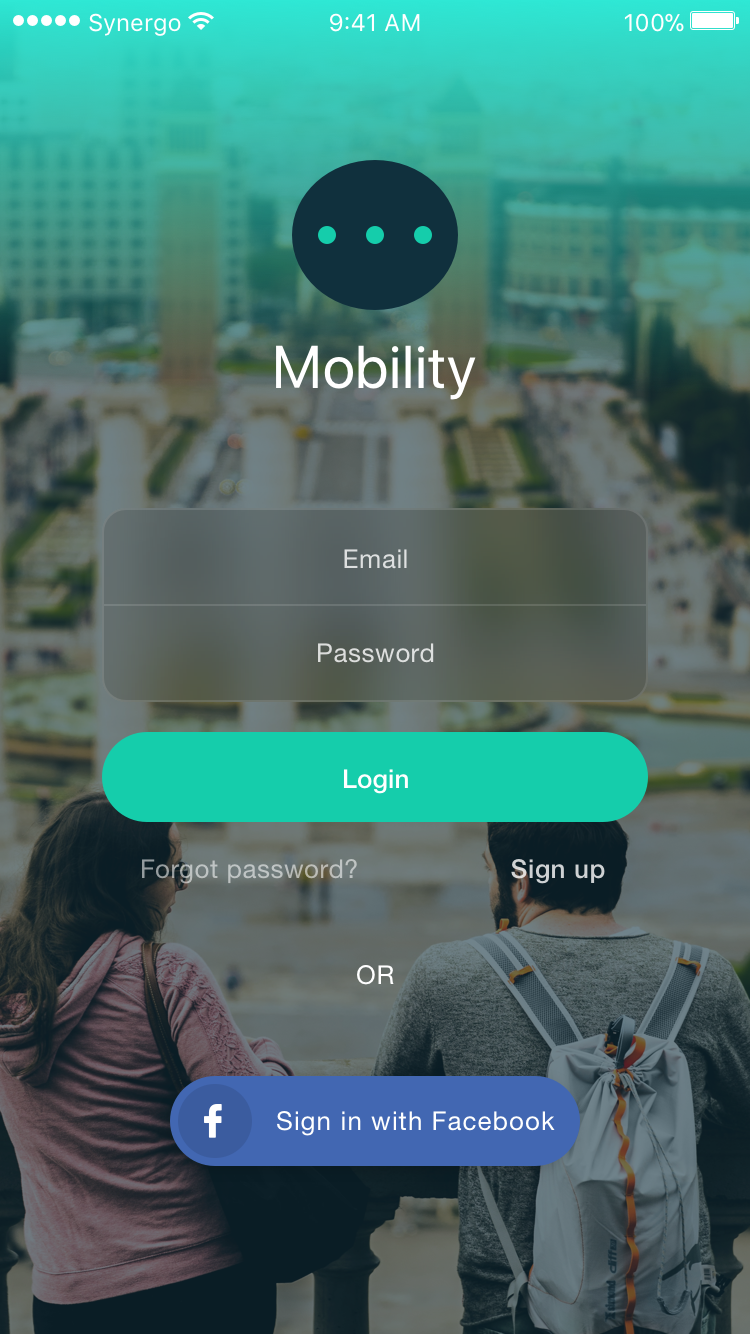 Synergo 9:41 AM 100%
Mobility
Email
Password
Login
Forgot password? Sign up
OR
f Sign in with Facebook